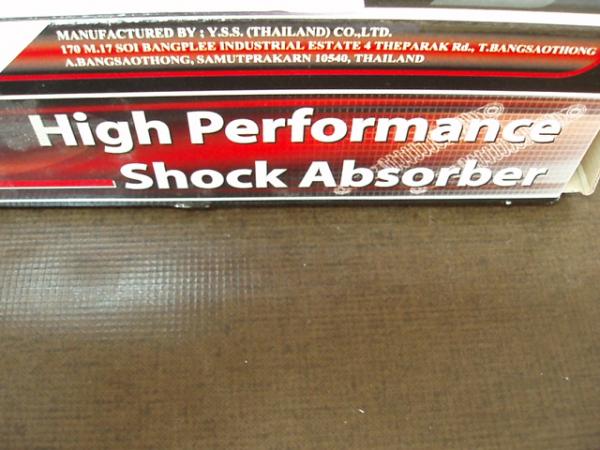 MANUFACTURED BY ; Y.S.S. (THAILAND) CO.,LTD.
170 M.17 SOI BANGPLEE INDUSTRIAL ESTATE 4 THEPARAK Rd., T.BANGSAOTHONG
A.BANGSAOTHONG, SAMUTPRAKARN 10540, THAILAND
High Performance
Shock Absorber